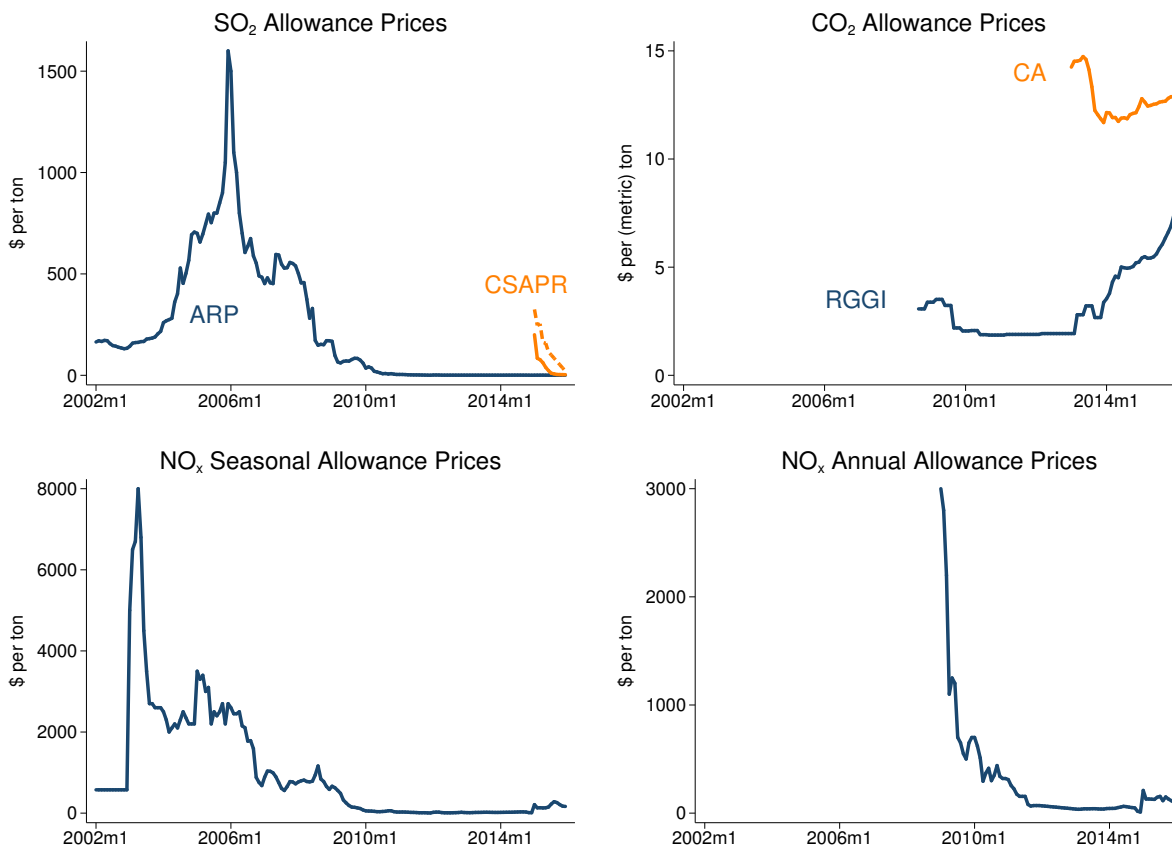 SO₂ Allowance Prices
$ per ton
1500
1000
500
0
ARP
CSAPR
2002m1 2006m1 2010m1 2014m1
CO₂ Allowance Prices
$ per (metric) ton
15
10
5
0
CA
RGGI
2002m1 2006m1 2010m1 2014m1
NOₓ Seasonal Allowance Prices
$ per ton
8000
6000
4000
2000
0
2002m1 2006m1 2010m1 2014m1
NOₓ Annual Allowance Prices
$ per ton
3000
2000
1000
0
2002m1 2006m1 2010m1 2014m1